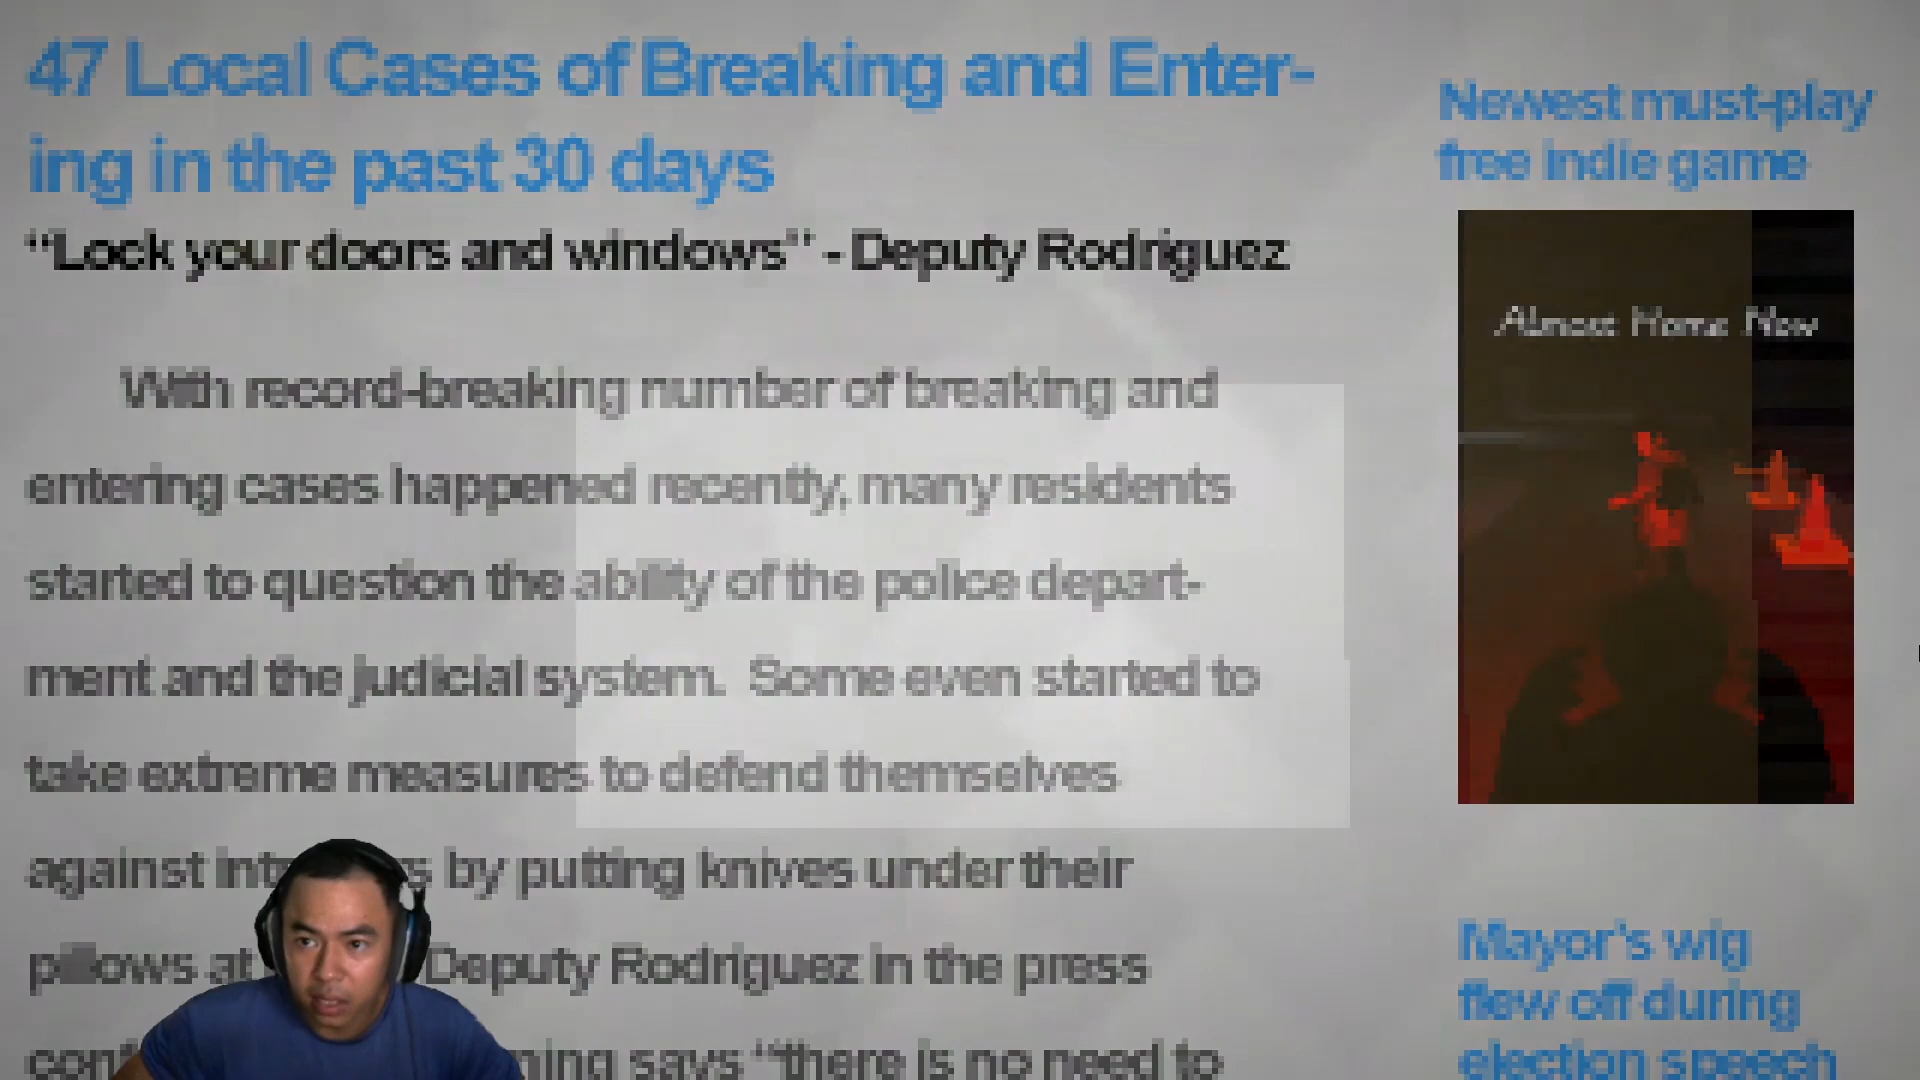 47 Local Cases of Breaking and Enter-
ing in the past 30 days
“Lock your doors and windows” - Deputy Rodriguez
With record-breaking number of breaking and
entering cases happened recently, many residents
started to question the ability of the police depart-
ment and the judicial system. Some even started to
take extreme measures to defend themselves
against by putting knives under their
pillows at Deputy Rodriguez in the press
says “there is no need to
Newest must-play
free indie game
Almost Home Now
Mayor's wig
flew off during
election speech